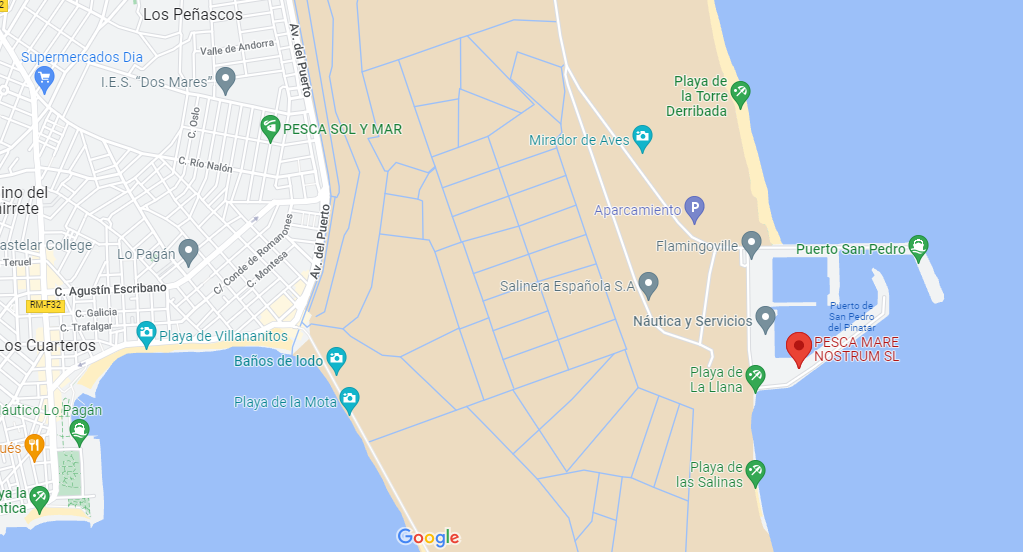 2
Los Peñascos
Av. del Puerto
Valle de Andorra
Supermercados Dia
I.E.S. “Dos Mares”
C. Oslo
PESCA SOL Y MAR
C. Río Nalón
Playa de
la Torre
Derribada
Mirador de Aves
ino del
irrete
Aparcamiento
astelar College
Teruel
Lo Pagán
C/ Conde de Romanones
C. Montesa
Av. del Puerto
Flamingoville
Puerto San Pedro
C. Agustín Escribano
RM-F32
C. Galicia
C. Trafalgar
Salinera Española S.A
Náutica y Servicios
Puerto de
San Pedro
del Pinatar
Los Cuarteros
Playa de Villananitos
Baños de lodo
Playa de la Mota
PESCA MARE
NOSTRUM SL
Playa de
La Llana
áutico Lo Pagán
ués
Playa de
las Salinas
ya la
ntica
Google